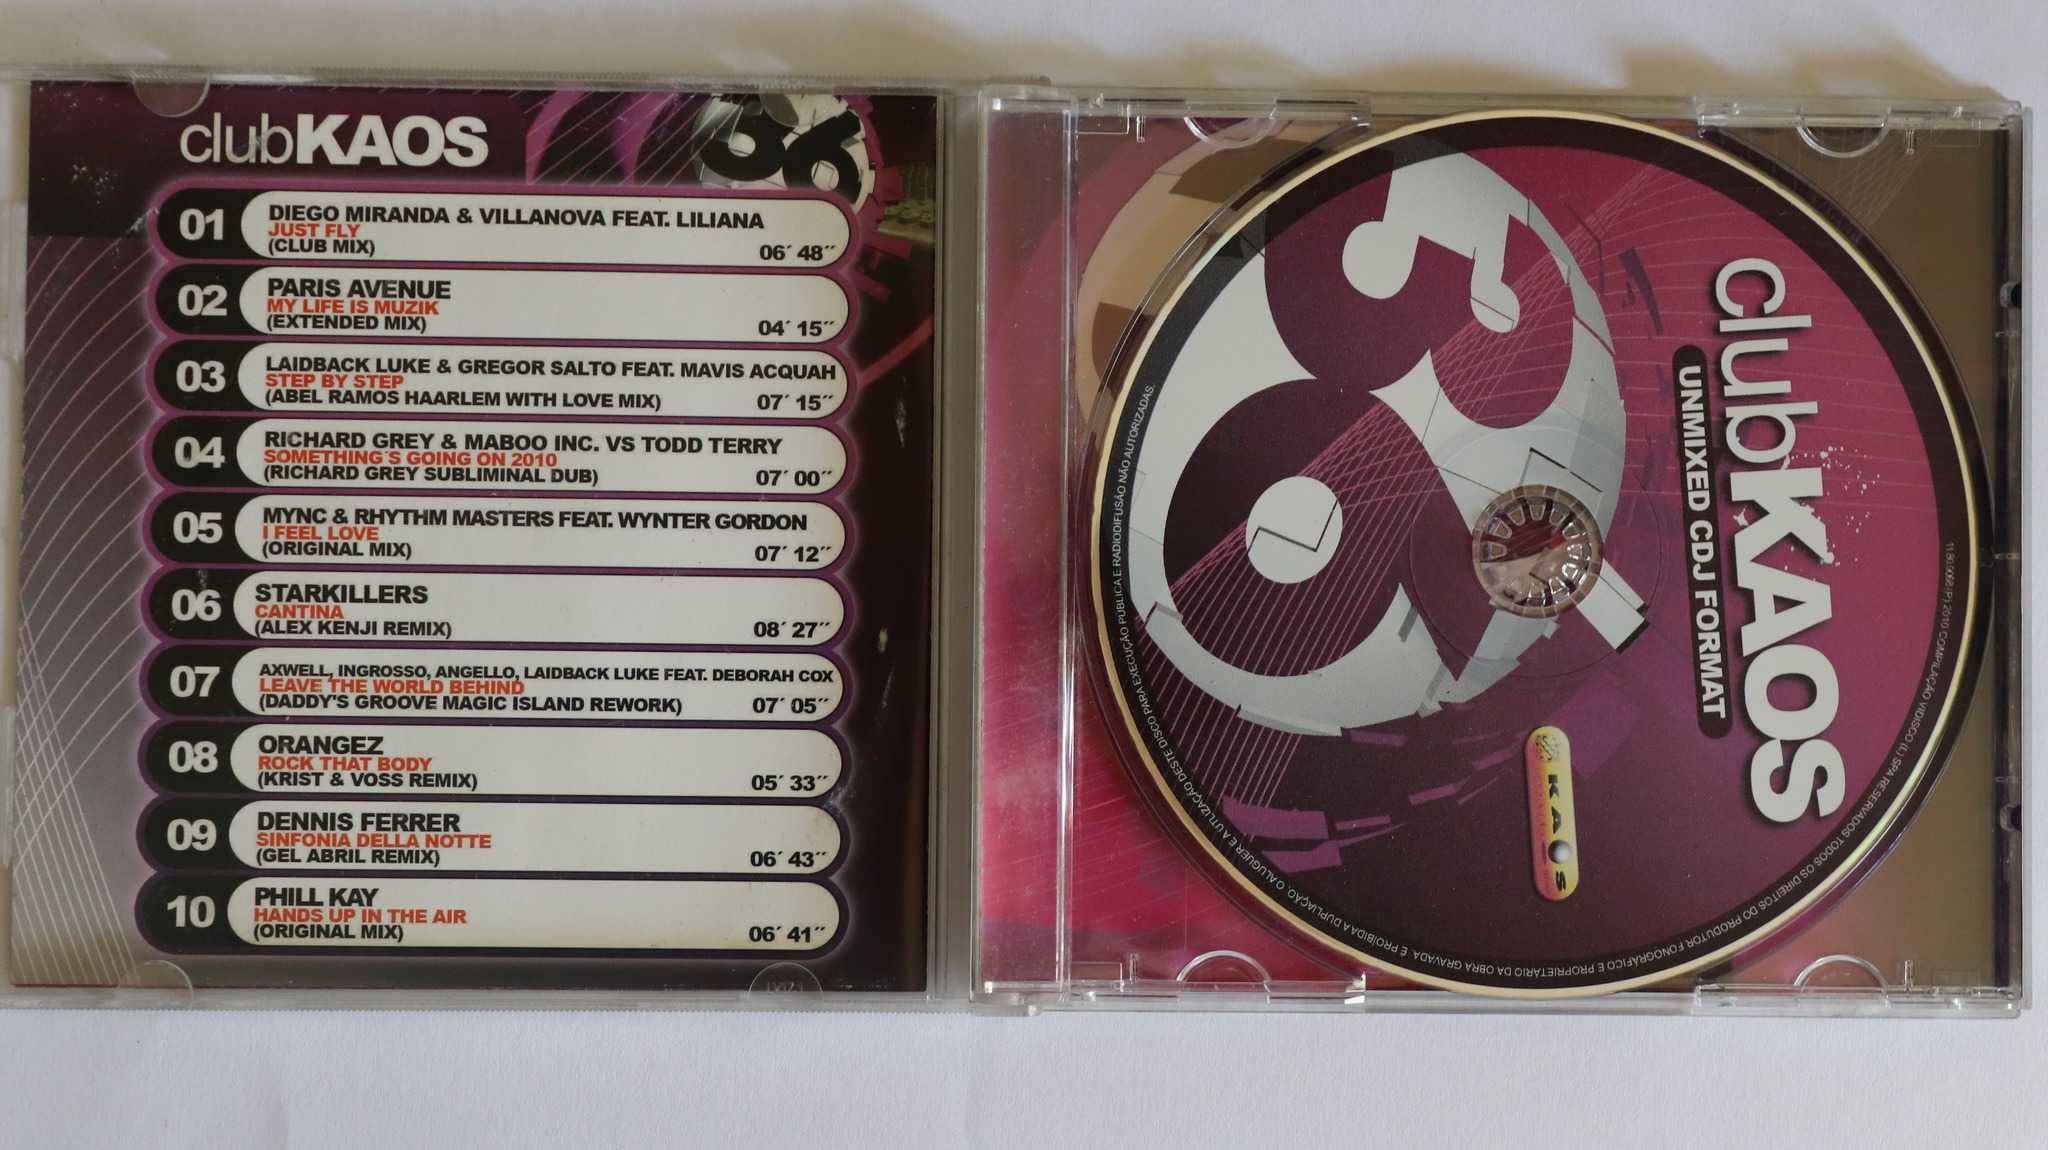 clubKAOS
36
01
DIEGO MIRANDA & VILLANOVA FEAT. LILIANA
JUST FLY
(CLUB MIX)
06´ 48´´
02
PARIS AVENUE
MY LIFE IS MUZIK
(EXTENDED MIX)
04´ 15´´
03
LAIDBACK LUKE & GREGOR SALTO FEAT. MAVIS ACQUAH
STEP BY STEP
(ABEL RAMOS HAARLEM WITH LOVE MIX)
07´ 15´´
04
RICHARD GREY & MABOO INC. VS TODD TERRY
SOMETHING´S GOING ON 2010
(RICHARD GREY SUBLIMINAL DUB)
07´ 00´´
05
MYNC & RHYTHM MASTERS FEAT. WYNTER GORDON
I FEEL LOVE
(ORIGINAL MIX)
07´ 12´´
06
STARKILLERS
CANTINA
(ALEX KENJI REMIX)
08´ 27´´
07
AXWELL, INGROSSO, ANGELLO, LAIDBACK LUKE FEAT. DEBORAH COX
LEAVE THE WORLD BEHIND
(DADDY'S GROOVE MAGIC ISLAND REWORK)
07´ 05´´
08
ORANGEZ
ROCK THAT BODY
(KRIST & VOSS REMIX)
05´ 33´´
09
DENNIS FERRER
SINFONIA DELLA NOTTE
(GEL ABRIL REMIX)
06´ 43´´
10
PHILL KAY
HANDS UP IN THE AIR
(ORIGINAL MIX)
06´ 41´´
clubKAOS
UNMIXED CDJ FORMAT
36
KAOS
(P) 2010 COMPILAÇÃO VIDISCO (L). SPA RESERVADOS TODOS OS DIREITOS DO PRODUTOR FONOGRÁFICO E PROPRIETÁRIO DA OBRA GRAVADA. É PROÍBIDA A DUPLIAÇÃO, O ALUGUER E A UTLIZAÇÃO DESTE DISCO PARA EXECUÇÃO PÚBLICA E RADIODIFUSÃO NÃO AUTORIZADAS.